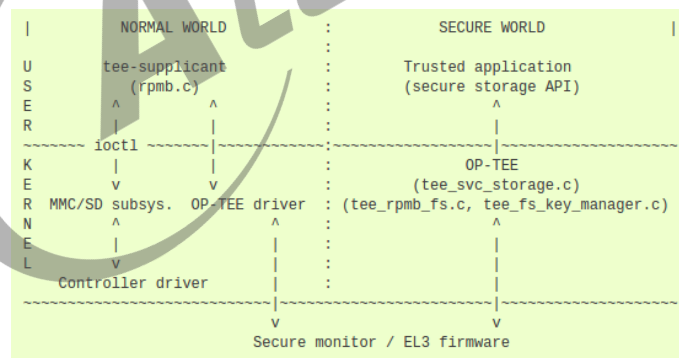 | NORMAL WORLD : SECURE WORLD |
:
U tee-supplicant : Trusted application
S (rpmb.c) : (secure storage API)
E ^ ^ : ^
R | | : |
~~~~~~~ ioctl ~~~~~~~|~~~~~~~~~~~~:~~~~~~~~~~~~~~~~~~|~~~~~~~~~~~~~~~~~~~~
K | | : OP-TEE
E v v : (tee_svc_storage.c)
R MMC/SD subsys. OP-TEE driver : (tee_rpmb_fs.c, tee_fs_key_manager.c)
N ^ ^ : ^
E | | : |
L v | : |
Controller driver | : |
~~~~~~~~~~~~~~~~~~~~~~~~~~~~|~~~~~~~~~~~~~~~~~~~~~~~~|~~~~~~~~~~~~~~~~~~~~
v v
Secure monitor / EL3 firmware